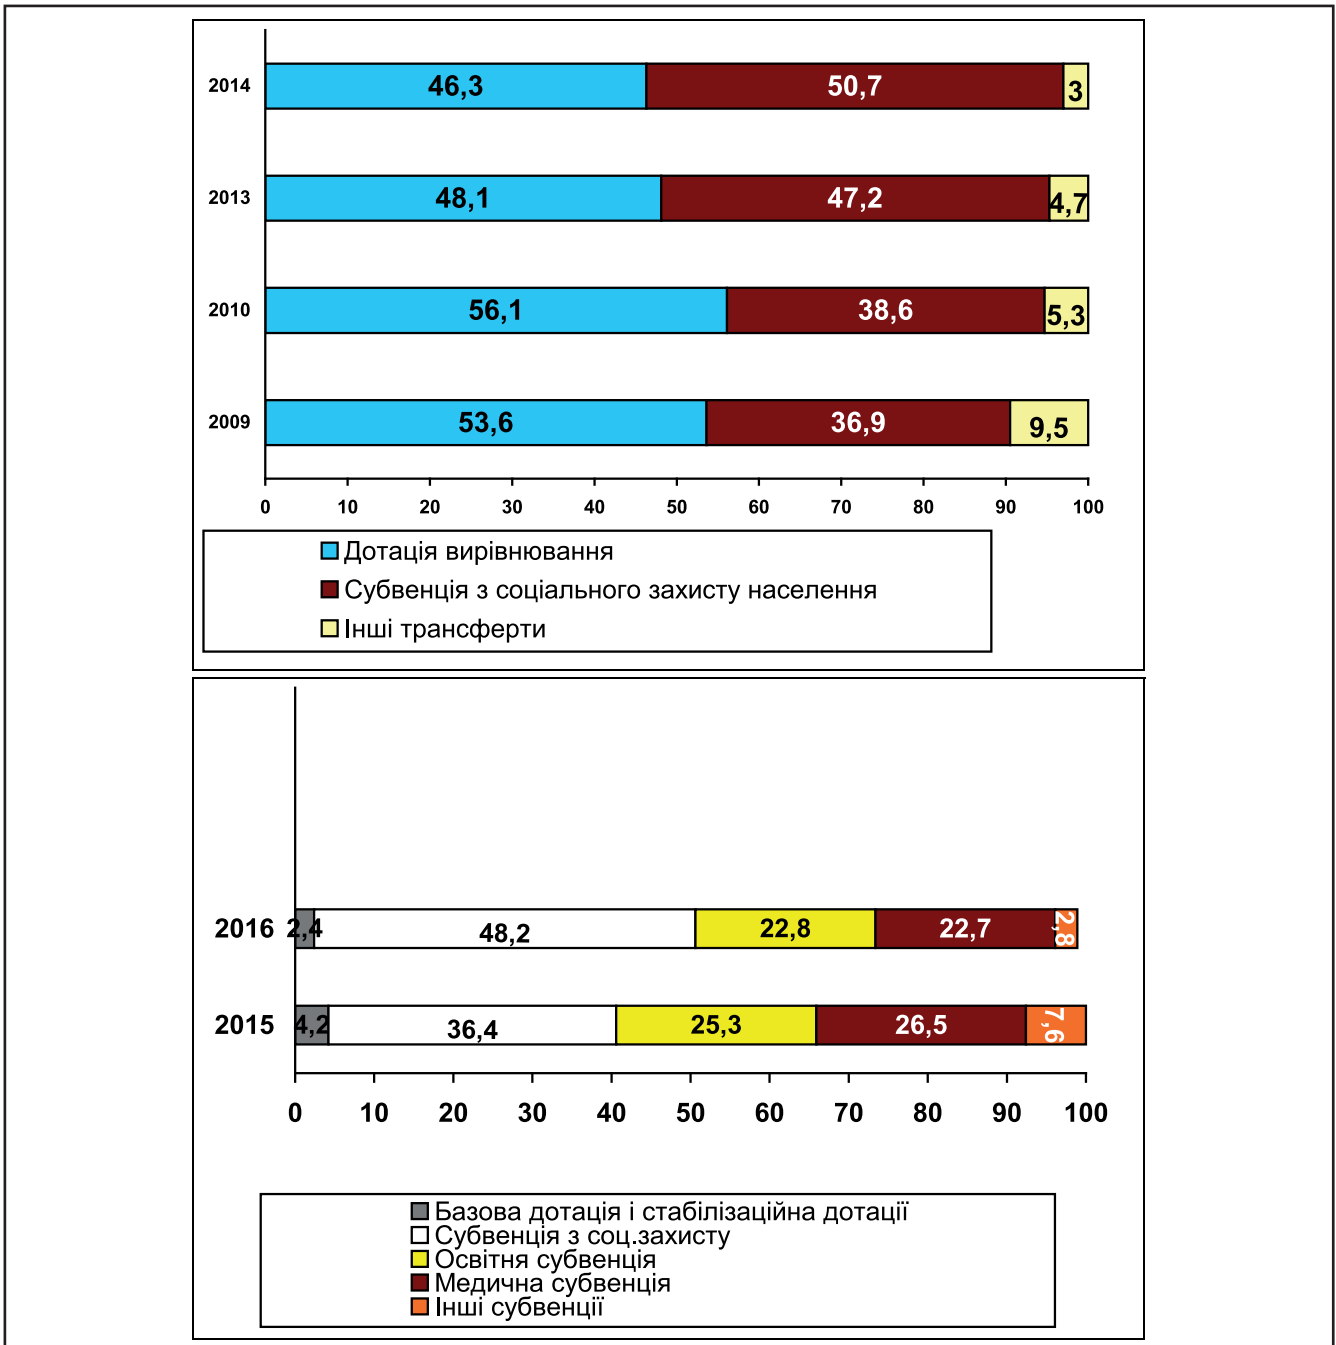 2014 46,3 50,7 3
2013 48,1 47,2 4,7
2010 56,1 38,6 5,3
2009 53,6 36,9 9,5
0 10 20 30 40 50 60 70 80 90 100
Дотація вирівнювання
Субвенція з соціального захисту населення
Інші трансферти
2016 2,4 48,2 22,8 22,7 2,8
2015 4,2 36,4 25,3 26,5 7,6
0 10 20 30 40 50 60 70 80 90 100
Базова дотація і стабілізаційна дотації
Субвенція з соц.захисту
Освітня субвенція
Медична субвенція
Інші субвенції